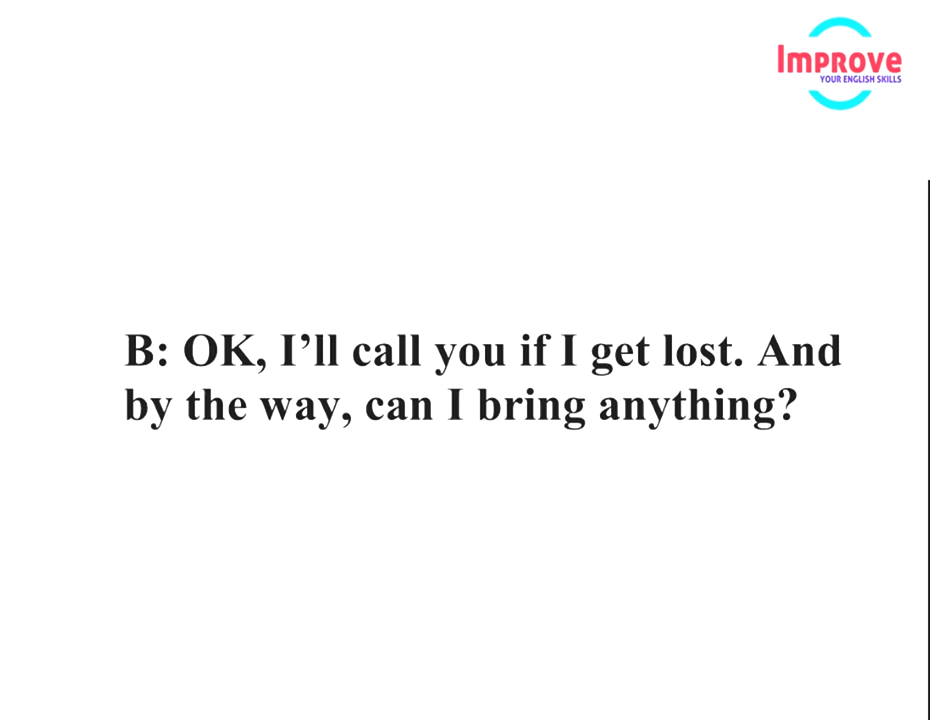 Improve
YOUR ENGLISH SKILLS
B: OK, I’ll call you if I get lost. And
by the way, can I bring anything?